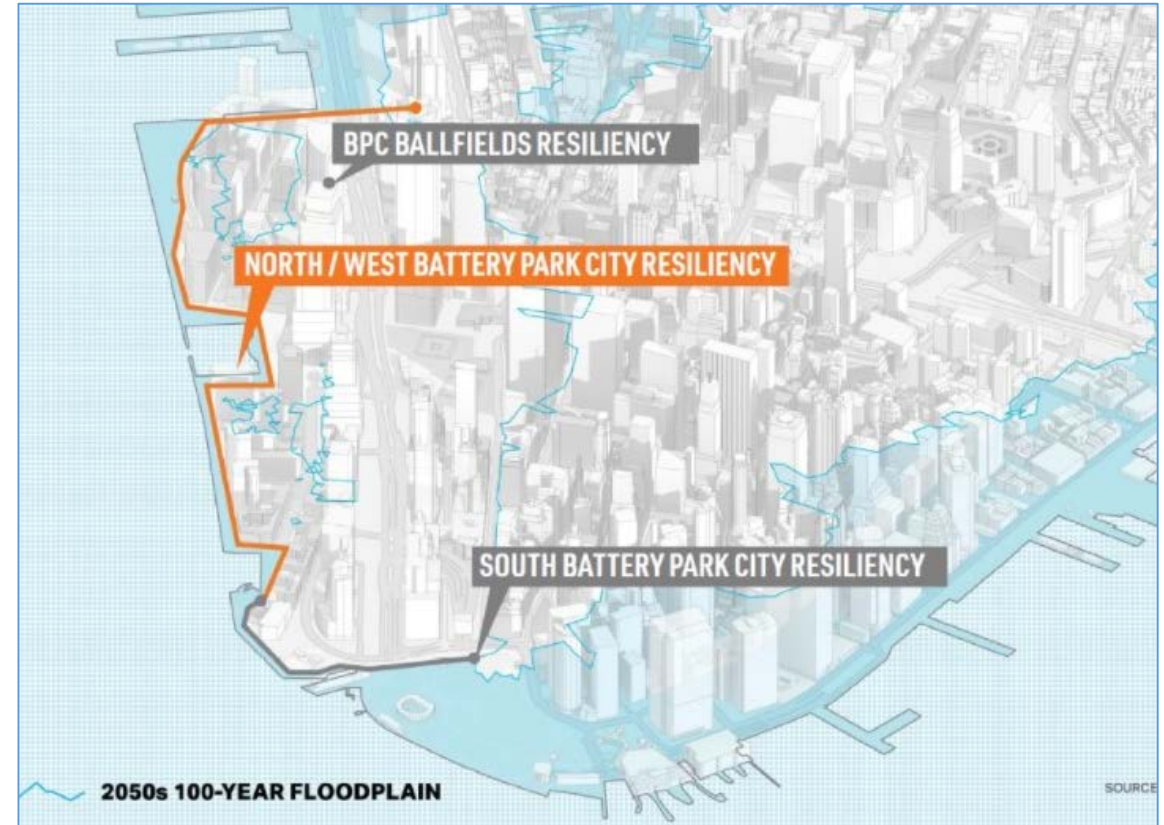 BPC BALLFIELDS RESILIENCY
NORTH / WEST BATTERY PARK CITY RESILIENCY
SOUTH BATTERY PARK CITY RESILIENCY
2050s 100-YEAR FLOODPLAIN
SOURCE